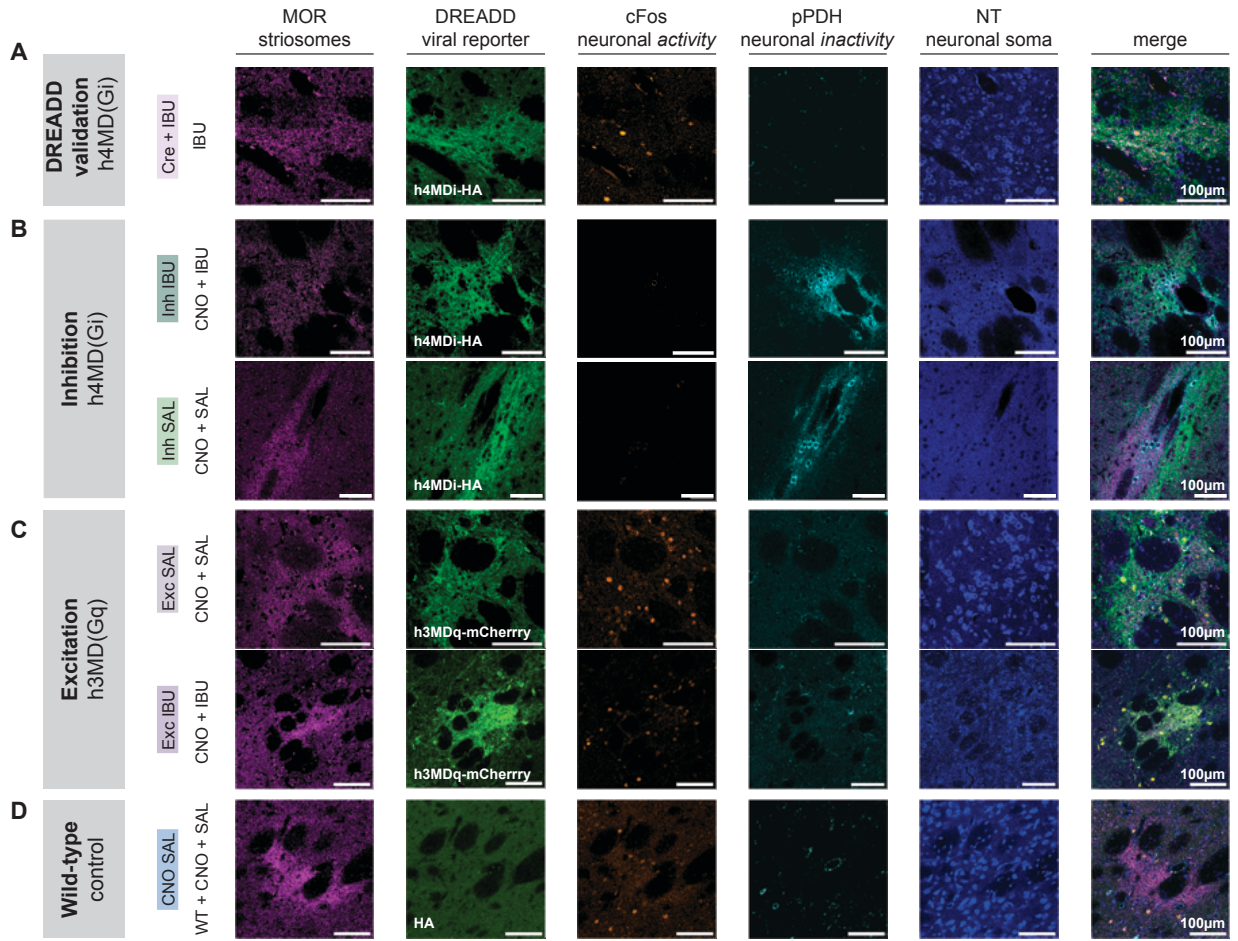 MOR
striosomes
DREADD
viral reporter
cFos
neuronal activity
pPDH
neuronal inactivity
NT
neuronal soma
merge
A
DREADD
validation
h4MD(Gi)
Cre + IBU
IBU
h4MDi-HA
100µm
B
Inhibition
h4MD(Gi)
Inh IBU
CNO + IBU
h4MDi-HA
100µm
Inh SAL
CNO + SAL
h4MDi-HA
100µm
C
Excitation
h3MD(Gq)
Exc SAL
CNO + SAL
h3MDq-mCherrry
100µm
Exc IBU
CNO + IBU
h3MDq-mCherrry
100µm
D
Wild-type
control
CNO SAL
WT + CNO + SAL
HA
100µm